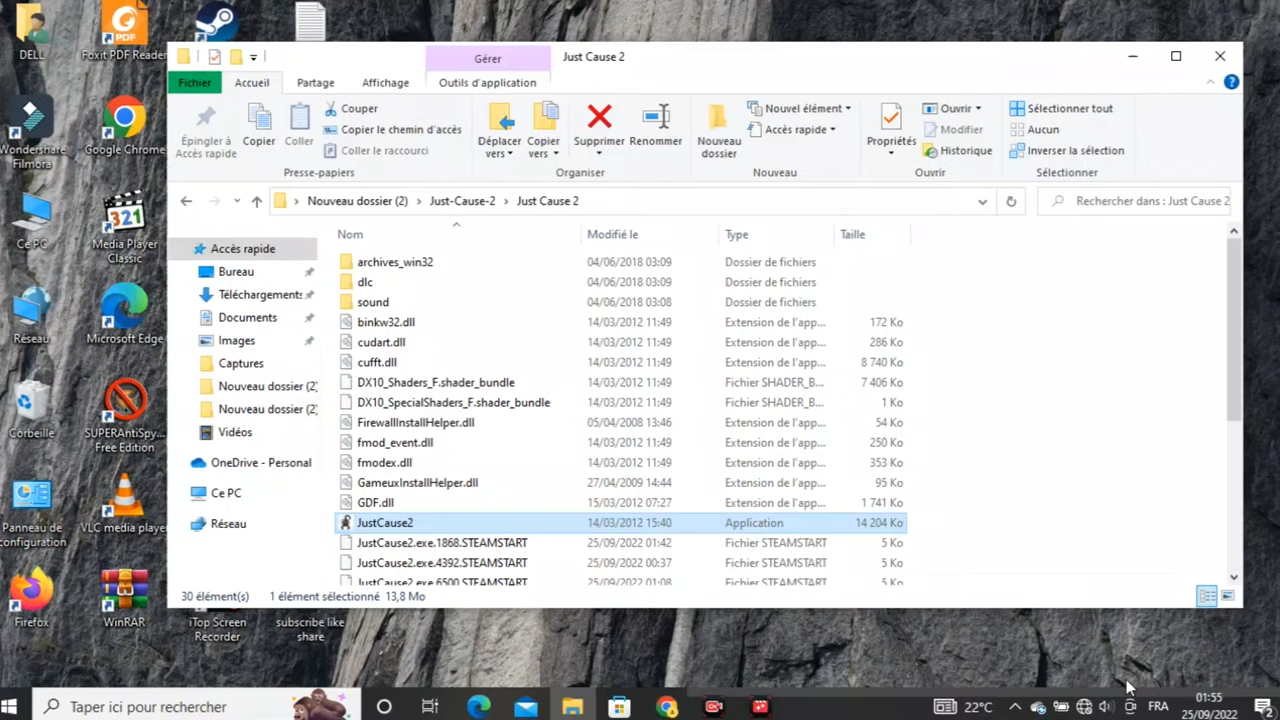 DELL
Foxit PDF Reader
Wondershare
Filmora
Google Chrome
Ce PC
Media Player
Classic
Réseau
Microsoft Edge
Corbeille
SUPERAntiSpy...
Free Edition
Panneau de
configuration
VLC media player
Firefox
WinRAR
iTop Screen
Recorder
subscribe like
share
Gérer
Just Cause 2
Fichier
Accueil
Partage
Affichage
Outils d'application
Épingler à
Accès rapide
Copier
Coller
Couper
Copier le chemin d'accès
Coller le raccourci
Presse-papiers
Déplacer
vers
Copier
vers
Supprimer
Renommer
Organiser
Nouveau
dossier
Nouvel élément
Accès rapide
Nouveau
Propriétés
Ouvrir
Modifier
Historique
Ouvrir
Sélectionner tout
Aucun
Inverser la sélection
Sélectionner
Nouveau dossier (2) > Just-Cause-2 > Just Cause 2
Rechercher dans : Just Cause 2
Accès rapide
Bureau
Téléchargements
Documents
Images
Captures
Nouveau dossier (2)
Nouveau dossier (2)
Vidéos
OneDrive - Personal
Ce PC
Réseau
Nom Modifié le Type Taille
archives_win32 04/06/2018 03:09 Dossier de fichiers
dlc 04/06/2018 03:09 Dossier de fichiers
sound 04/06/2018 03:08 Dossier de fichiers
binkw32.dll 14/03/2012 11:49 Extension de l'app... 172 Ko
cudart.dll 14/03/2012 11:49 Extension de l'app... 286 Ko
cufft.dll 14/03/2012 11:49 Extension de l'app... 8 740 Ko
DX10_Shaders_F.shader_bundle 14/03/2012 11:49 Fichier SHADER_B... 7 406 Ko
DX10_SpecialShaders_F.shader_bundle 14/03/2012 11:49 Fichier SHADER_B... 1 Ko
FirewallInstallHelper.dll 05/04/2008 13:46 Extension de l'app... 54 Ko
fmod_event.dll 14/03/2012 11:49 Extension de l'app... 250 Ko
fmodex.dll 14/03/2012 11:49 Extension de l'app... 353 Ko
GameuxInstallHelper.dll 27/04/2009 14:44 Extension de l'app... 95 Ko
GDF.dll 15/03/2012 07:27 Extension de l'app... 1 741 Ko
JustCause2 14/03/2012 15:40 Application 14 204 Ko
JustCause2.exe.1868.STEAMSTART 25/09/2022 01:42 Fichier STEAMSTART 5 Ko
JustCause2.exe.4392.STEAMSTART 25/09/2022 00:37 Fichier STEAMSTART 5 Ko
JustCause2.exe.6500.STEAMSTART 25/09/2022 01:08 Fichier STEAMSTART 5 Ko
30 élément(s) 1 élément sélectionné 13,8 Mo
Taper ici pour rechercher
22°C
FRA
01:55
25/09/2022
2